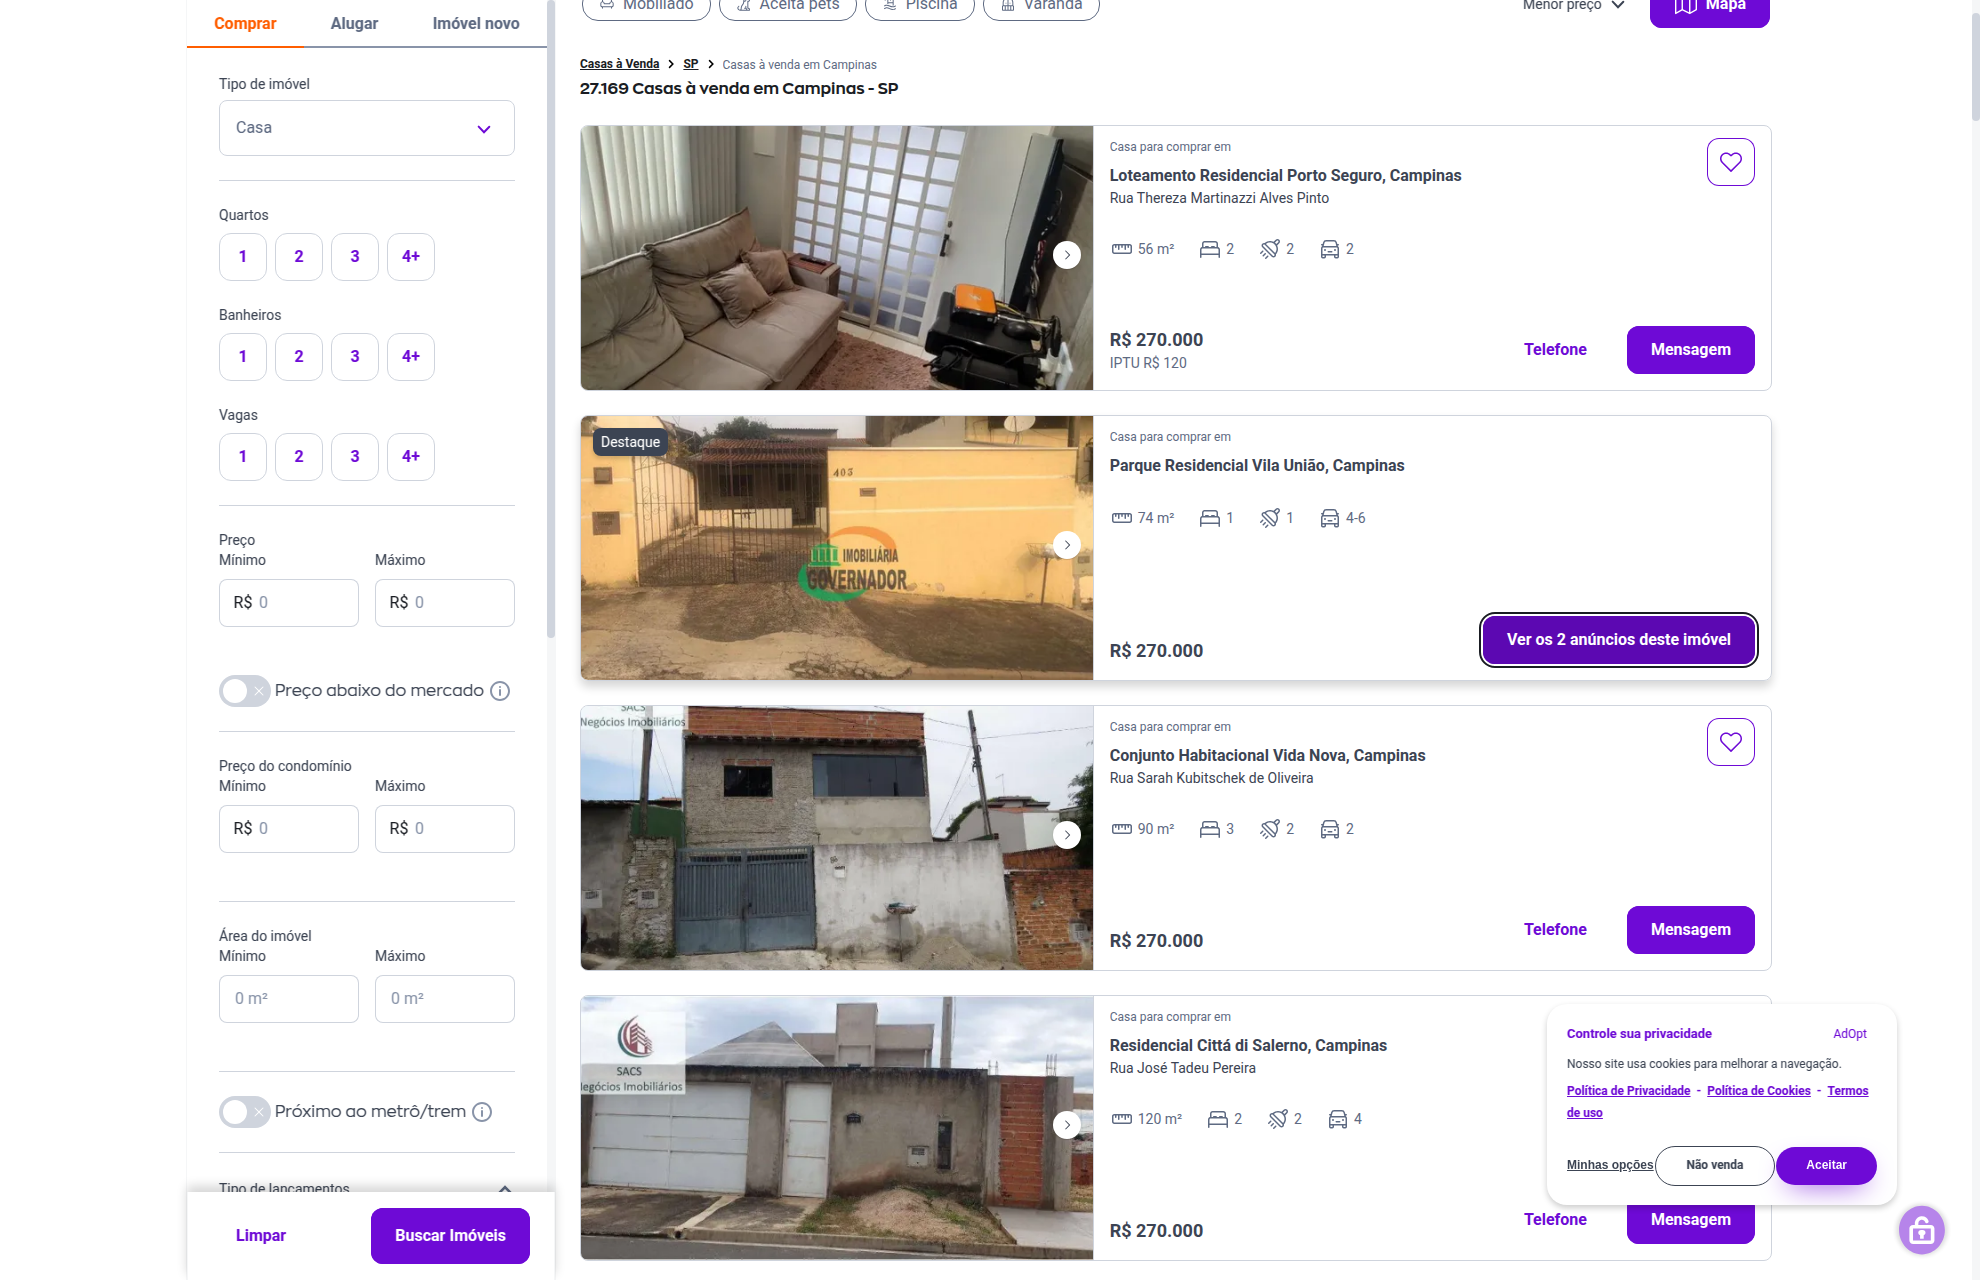 Comprar
Alugar
Imóvel novo
Tipo de imóvel
Casa
Quartos
1
2
3
4+
Banheiros
1
2
3
4+
Vagas
1
2
3
4+
Preço
Mínimo
Máximo
R$ 0
R$ 0
Preço abaixo do mercado
Preço do condomínio
Mínimo
Máximo
R$ 0
R$ 0
Área do imóvel
Mínimo
Máximo
0 m²
0 m²
Próximo ao metrô/trem
Tipo de lançamentos
Limpar
Buscar Imóveis
Mobiliado
Aceita pets
Piscina
Varanda
Menor preço
Mapa
Casas à Venda
SP
Casas à venda em Campinas
27.169 Casas à venda em Campinas - SP
Casa para comprar em
Loteamento Residencial Porto Seguro, Campinas
Rua Thereza Martinazzi Alves Pinto
56 m²
2
2
2
R$ 270.000
IPTU R$ 120
Telefone
Mensagem
Destaque
403
IMOBILIÁRIA
GOVERNADOR
Casa para comprar em
Parque Residencial Vila União, Campinas
74 m²
1
1
4-6
R$ 270.000
Ver os 2 anúncios deste imóvel
SACS
Negócios Imobiliários
Casa para comprar em
Conjunto Habitacional Vida Nova, Campinas
Rua Sarah Kubitschek de Oliveira
90 m²
3
2
2
R$ 270.000
Telefone
Mensagem
SACS
egócios Imobiliários
Casa para comprar em
Residencial Cittá di Salerno, Campinas
Rua José Tadeu Pereira
120 m²
2
2
4
R$ 270.000
Telefone
Mensagem
Controle sua privacidade
AdOpt
Nosso site usa cookies para melhorar a navegação.
Política de Privacidade - Política de Cookies - Termos
de uso
Minhas opções
Não venda
Aceitar